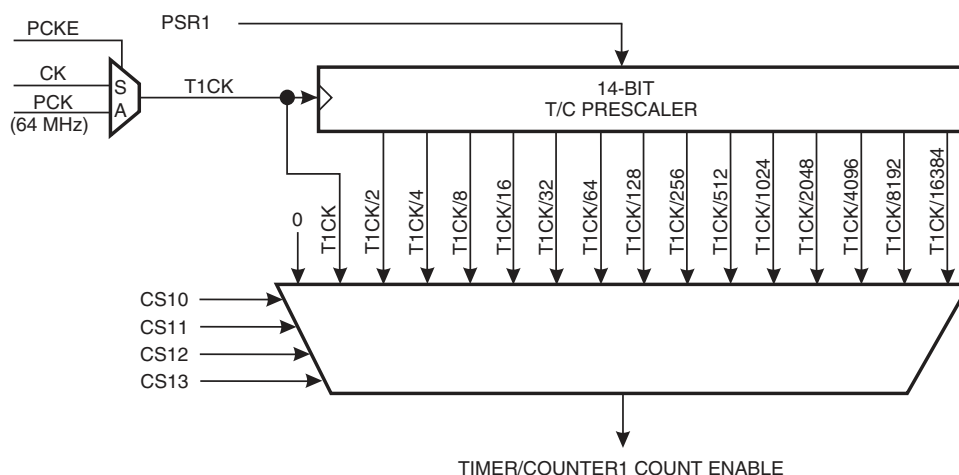 PCKE
PSR1
CK
S
T1CK
PCK
A
(64 MHz)
14-BIT
T/C PRESCALER
0
T1CK
T1CK/2
T1CK/4
T1CK/8
T1CK/16
T1CK/32
T1CK/64
T1CK/128
T1CK/256
T1CK/512
T1CK/1024
T1CK/2048
T1CK/4096
T1CK/8192
T1CK/16384
CS10
CS11
CS12
CS13
TIMER/COUNTER1 COUNT ENABLE